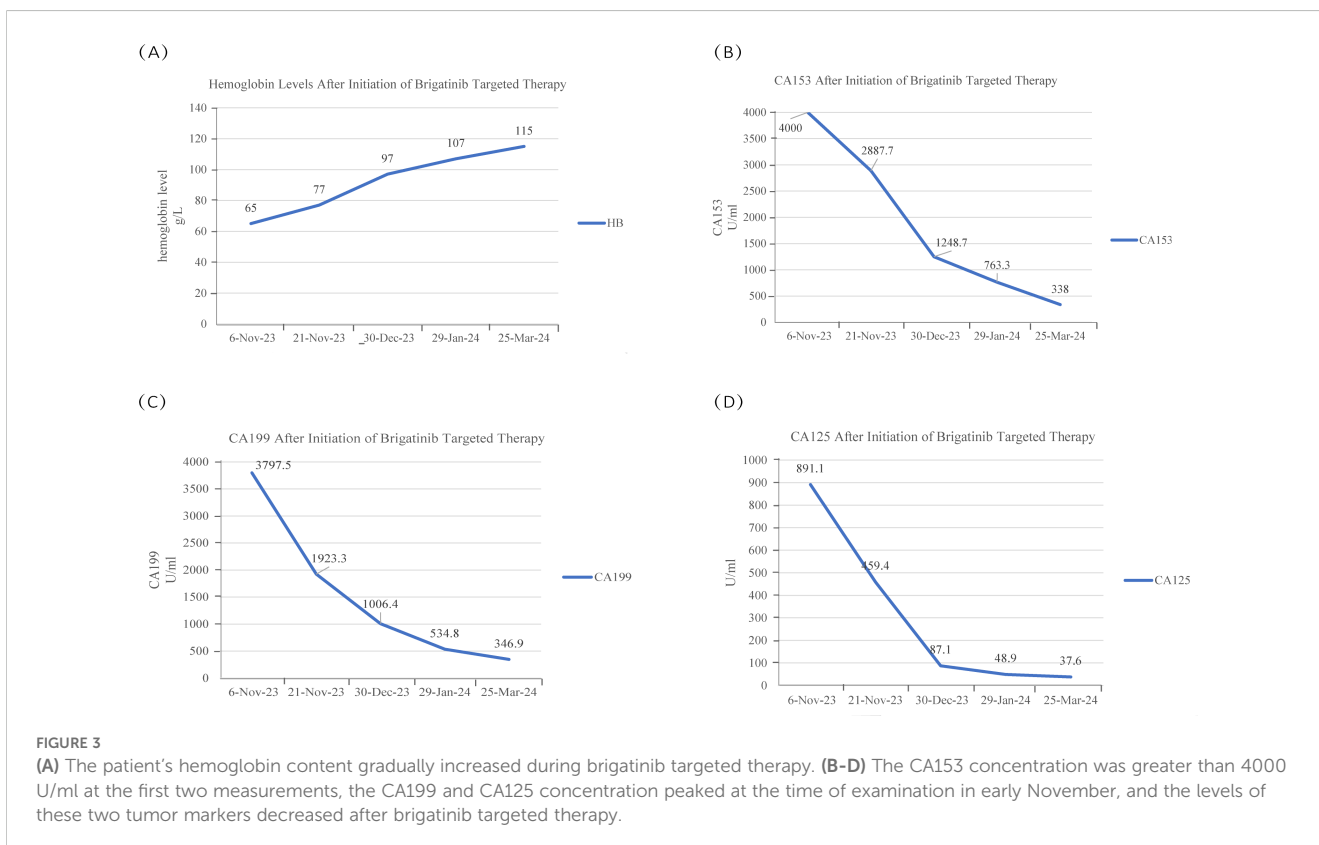 (A)
Hemoglobin Levels After Initiation of Brigatinib Targeted Therapy
140
120
100
80
60
40
20
0
hemoglobin level
g/L
65
77
97
107
115
HB
6-Nov-23
21-Nov-23
_30-Dec-23
29-Jan-24
25-Mar-24
(B)
CA153 After Initiation of Brigatinib Targeted Therapy
4000
3500
3000
2500
2000
1500
1000
500
0
CA153
U/ml
4000
2887.7
1248.7
763.3
338
CA153
6-Nov-23
21-Nov-23
30-Dec-23
29-Jan-24
25-Mar-24
(C)
CA199 After Initiation of Brigatinib Targeted Therapy
4000
3500
3000
2500
2000
1500
1000
500
0
CA199
U/ml
3797.5
1923.3
1006.4
534.8
346.9
CA199
6-Nov-23
21-Nov-23
30-Dec-23
29-Jan-24
25-Mar-24
(D)
CA125 After Initiation of Brigatinib Targeted Therapy
1000
900
800
700
600
500
400
300
200
100
0
U/ml
891.1
459.4
87.1
48.9
37.6
CA125
6-Nov-23
21-Nov-23
30-Dec-23
29-Jan-24
25-Mar-24
FIGURE 3
(A) The patient's hemoglobin content gradually increased during brigatinib targeted therapy. (B-D) The CA153 concentration was greater than 4000
U/ml at the first two measurements, the CA199 and CA125 concentration peaked at the time of examination in early November, and the levels of
these two tumor markers decreased after brigatinib targeted therapy.